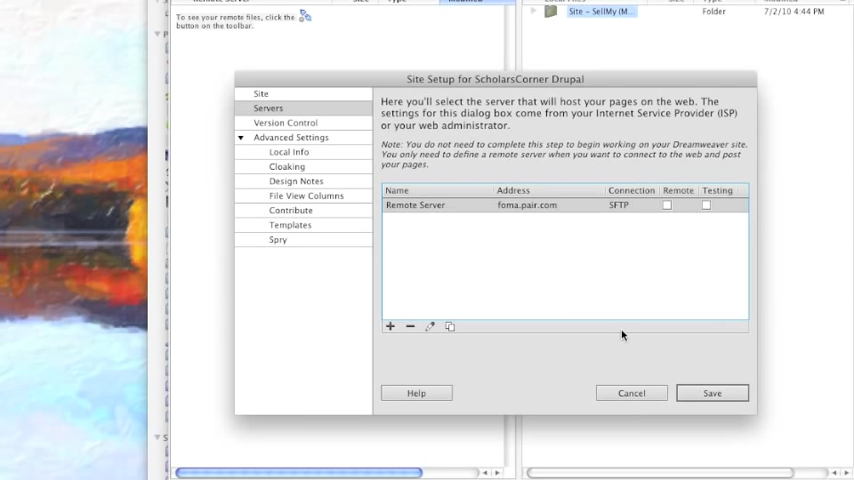 To see your remote files, click the
button on the toolbar.
Site – SellMy (M...
Folder
7/2/10 4:44 PM
Site Setup for ScholarsCorner Drupal
Site
Servers
Version Control
Advanced Settings
Local Info
Cloaking
Design Notes
File View Columns
Contribute
Templates
Spry
Here you'll select the server that will host your pages on the web. The
settings for this dialog box come from your Internet Service Provider (ISP)
or your web administrator.
Note: You do not need to complete this step to begin working on your Dreamweaver site.
You only need to define a remote server when you want to connect to the web and post
your pages.
Name Address Connection Remote Testing
Remote Server foma.pair.com SFTP
Help
Cancel
Save